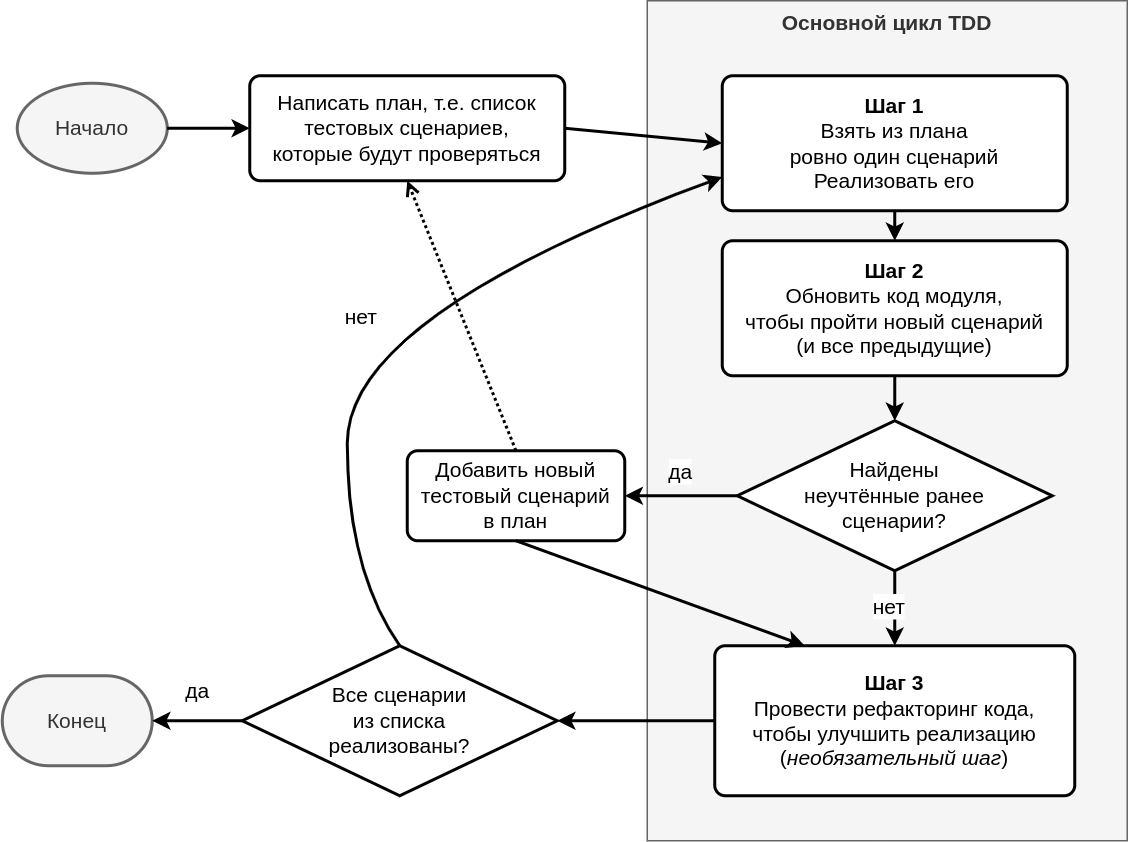 Основной цикл TDD
Начало
Написать план, т.е. список
тестовых сценариев,
которые будут проверяться
Шаг 1
Взять из плана
ровно один сценарий
Реализовать его
Шаг 2
Обновить код модуля,
чтобы пройти новый сценарий
(и все предыдущие)
нет
Найдены
неучтённые ранее
сценарии?
да
Добавить новый
тестовый сценарий
в план
нет
Шаг 3
Провести рефакторинг кода,
чтобы улучшить реализацию
(необязательный шаг)
Все сценарии
из списка
реализованы?
да
Конец